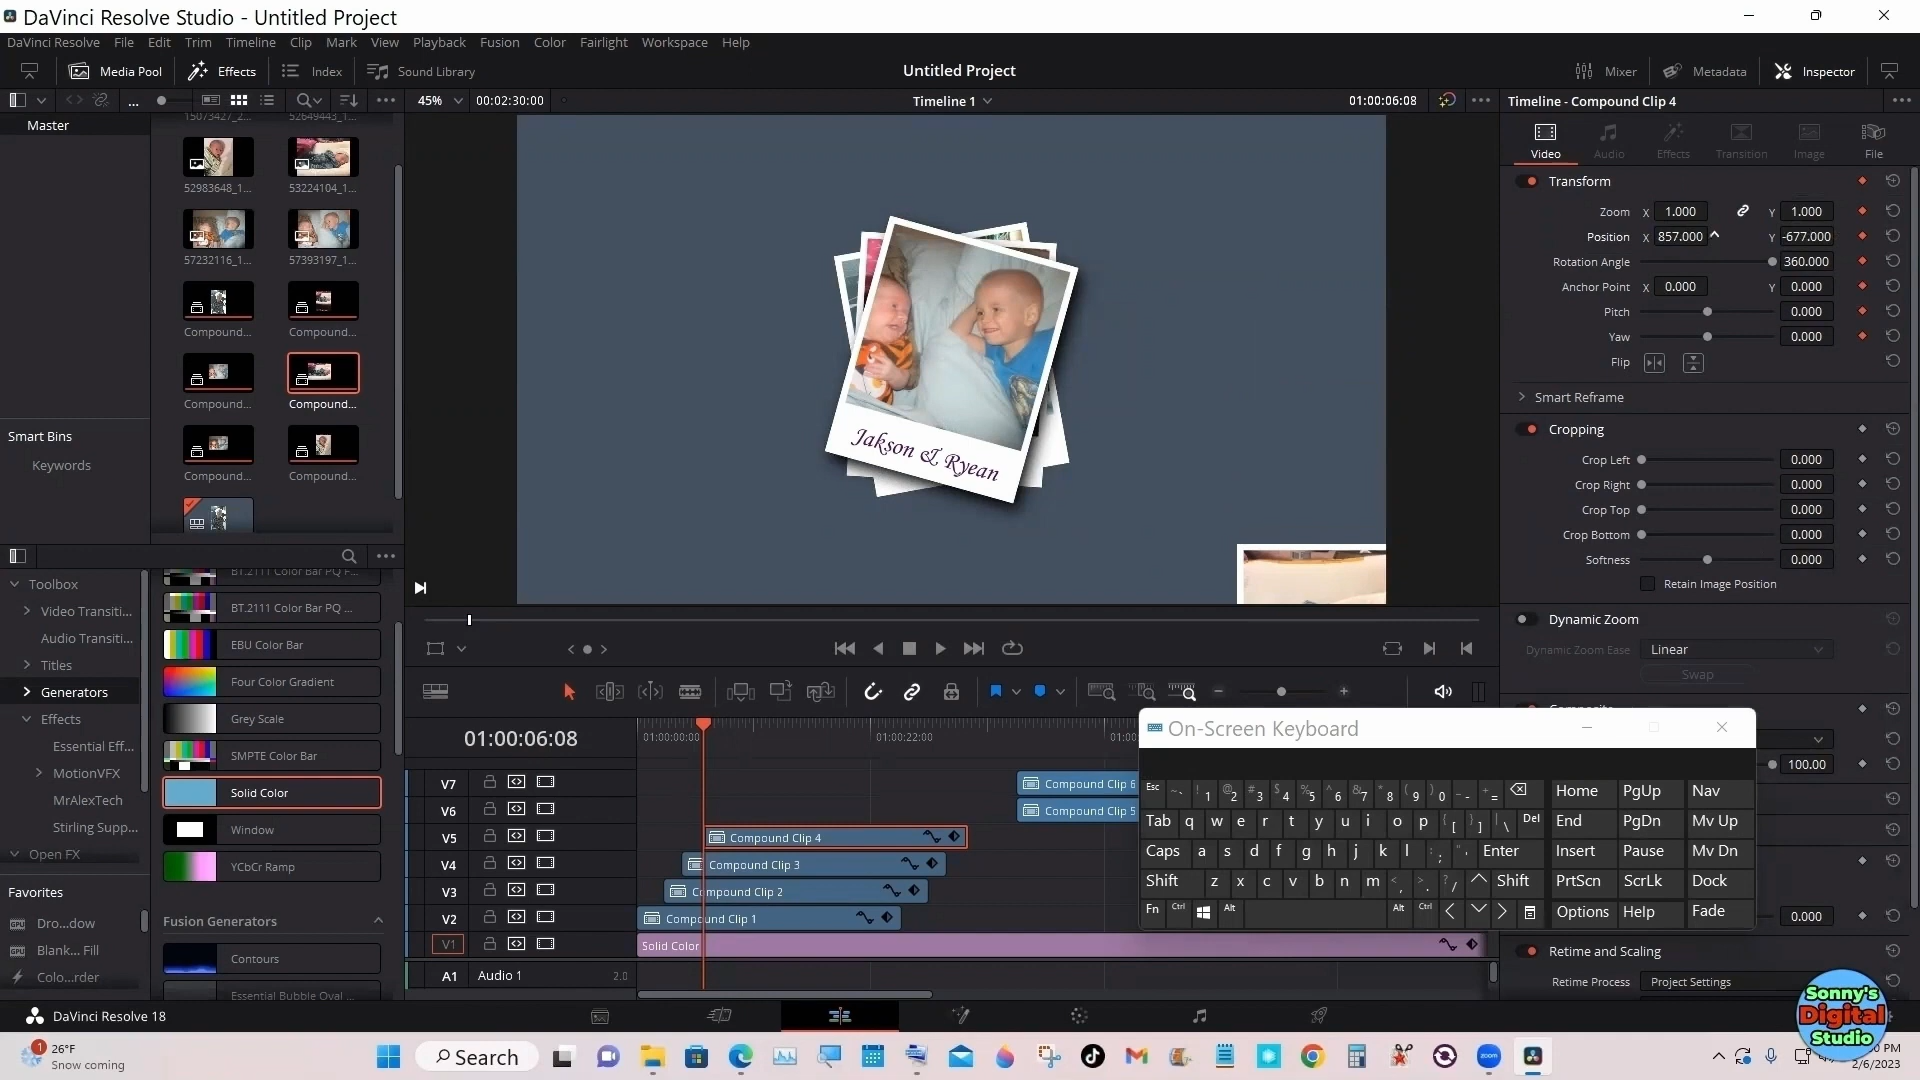 DaVinci Resolve Studio - Untitled Project
DaVinci Resolve File Edit Trim Timeline Clip Mark View Playback Fusion Color Fairlight Workspace Help
Media Pool Effects Index Sound Library Untitled Project Mixer Metadata Inspector
45% 00:02:30:00 Timeline 1 01:00:06:08 Timeline - Compound Clip 4
Master
15073427_2... 52649443_1...
52983648_1... 53224104_1...
57232116_1... 57393197_1...
Compound... Compound...
Compound... Compound...
Compound... Compound...
Smart Bins
Keywords
Jakson & Ryean
Video Audio Effects Transition Image File
Transform
Zoom X 1.000 Y 1.000
Position X 857.000 Y -677.000
Rotation Angle 360.000
Anchor Point X 0.000 Y 0.000
Pitch 0.000
Yaw 0.000
Flip
Smart Reframe
Cropping
Crop Left 0.000
Crop Right 0.000
Crop Top 0.000
Crop Bottom 0.000
Softness 0.000
Retain Image Position
Dynamic Zoom
Dynamic Zoom Ease Linear
Swap
100.00
0.000
Retime and Scaling
Retime Process Project Settings
Toolbox
Video Transiti...
Audio Transiti...
Titles
Generators
Effects
Essential Eff...
MotionVFX
MrAlexTech
Stirling Supp...
Open FX
Favorites
Dro...dow
Blank... Fill
Colo...rder
BT.2111 Color Bar PQ F...
BT.2111 Color Bar PQ ...
EBU Color Bar
Four Color Gradient
Grey Scale
SMPTE Color Bar
Solid Color
Window
YCbCr Ramp
Fusion Generators
Contours
Essential Bubble Oval ...
01:00:06:08 01:00:00:00 01:00:22:00
V7 Compound Clip 6
V6 Compound Clip 5
V5 Compound Clip 4
V4 Compound Clip 3
V3 Compound Clip 2
V2 Compound Clip 1
V1 Solid Color
A1 Audio 1 2.0
On-Screen Keyboard
Esc ~ ` ! 1 @ 2 # 3 $ 4 % 5 ^ 6 & 7 * 8 ( 9 ) 0 _ - + = Home PgUp Nav
Tab q w e r t y u i o p { [ } ] | \ Del End PgDn Mv Up
Caps a s d f g h j k l : ; " ' Enter Insert Pause Mv Dn
Shift z x c v b n m < , > . ? / Shift PrtScn ScrLk Dock
Fn Ctrl Alt Alt Ctrl Options Help Fade
DaVinci Resolve 18
Sonny's
Digital
Studio
1
26°F
Snow coming
Search
zoom
PM
2/6/2023